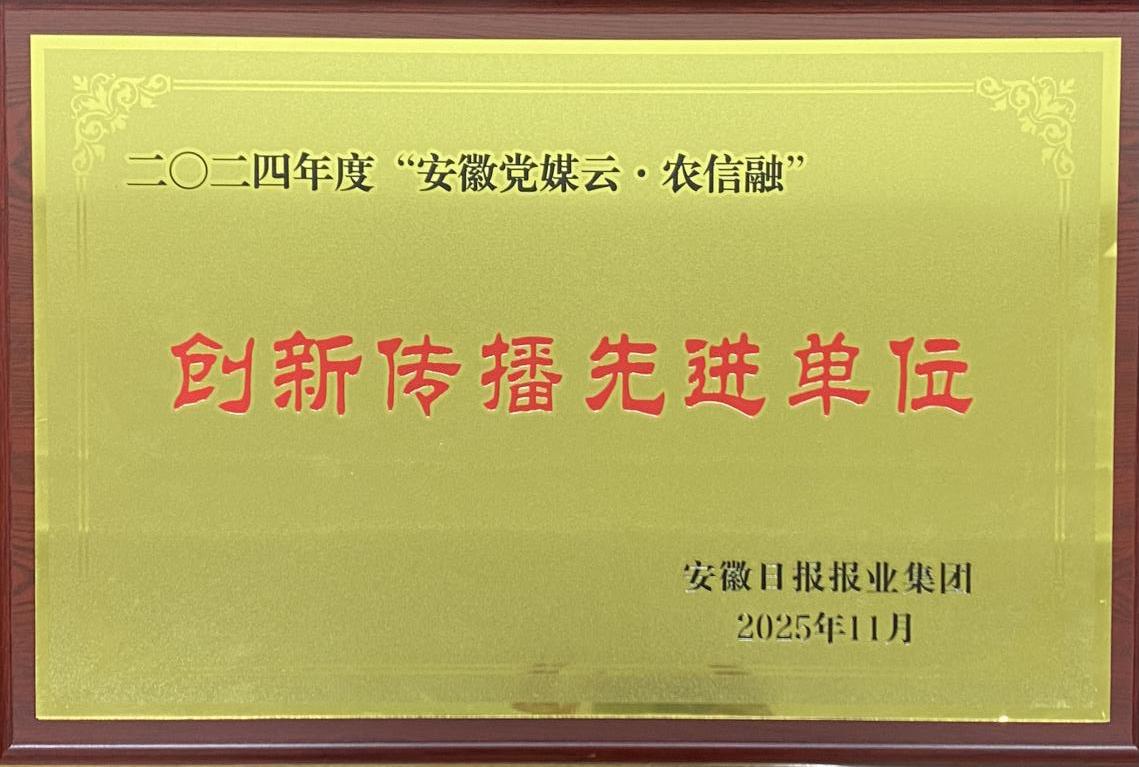 二〇二四年度“安徽党媒云·农信融”
创新传播先进单位
安徽日报报业集团
2025年11月